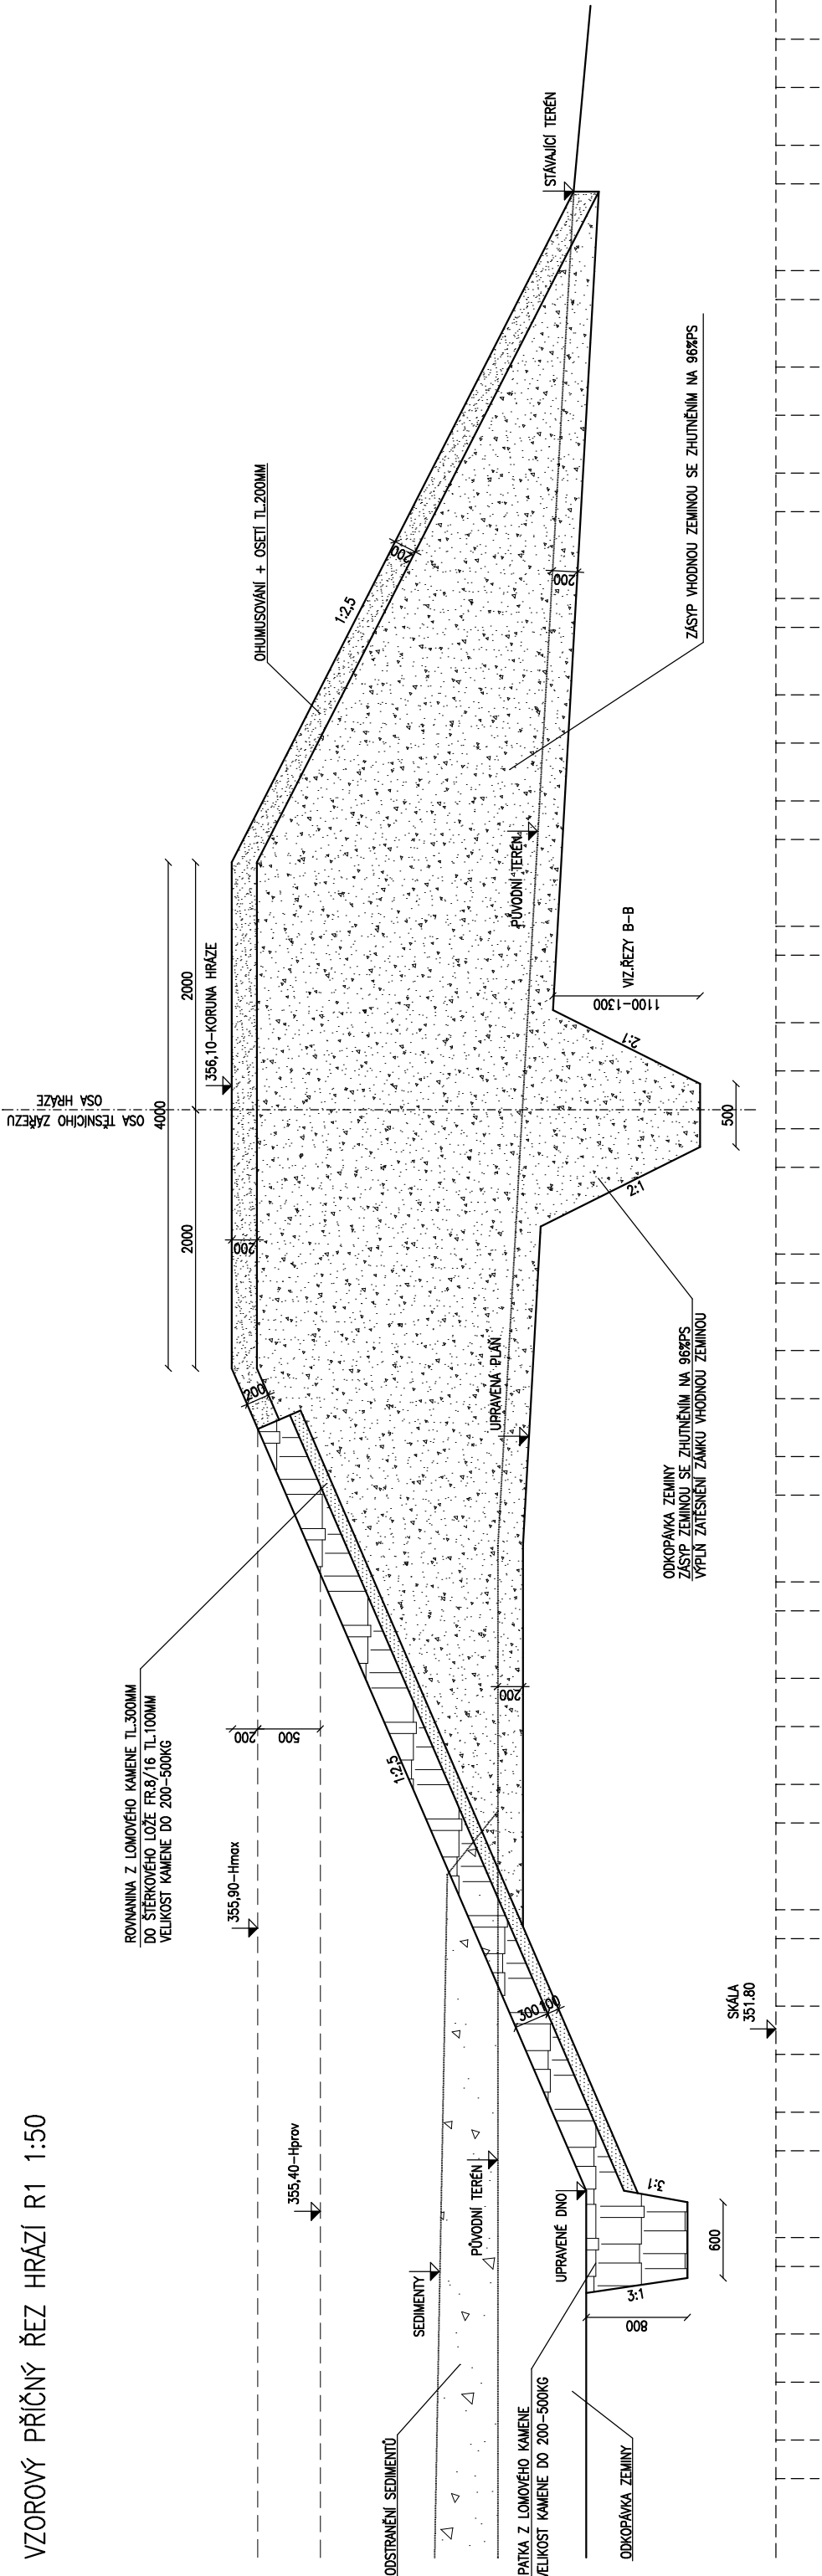 VZOROVÝ PŘÍČNÝ ŘEZ HRÁZÍ R1 1:50
ROVNANINA Z LOMOVÉHO KAMENE TL.300MM
DO ŠTĚRKOVÉHO LOŽE FR.8/16 TL.100MM
VELIKOST KAMENE DO 200-500KG
355,90-Hmax
355,40-Hprov
200
500
OSA TĚSNÍCÍHO ZÁŘEZU
OSA HRÁZE
4000
2000
2000
356,10-KORUNA HRÁZE
200
200
OHUMUSOVÁNÍ + OSETÍ TL.200MM
1:2,5
200
STÁVAJÍCÍ TERÉN
1:2,5
SEDIMENTY
PŮVODNÍ TERÉN
UPRAVENÉ DNO
ODSTRANĚNÍ SEDIMENTŮ
PATKA Z LOMOVÉHO KAMENE
VELIKOST KAMENE DO 200-500KG
ODKOPÁVKA ZEMINY
800
3:1
600
3:1
300
100
200
UPRAVENÁ PLÁŇ
PŮVODNÍ TERÉN
200
2:1
2:1
500
1100-1300
VIZ.ŘEZY B-B
ODKOPÁVKA ZEMINY
ZÁSYP ZEMINOU SE ZHUTNĚNÍM NA 96%PS
VÝPLŇ ZATĚSNĚNÍ ZÁMKU VHODNOU ZEMINOU
ZÁSYP VHODNOU ZEMINOU SE ZHUTNĚNÍM NA 96%PS
SKÁLA
351.80